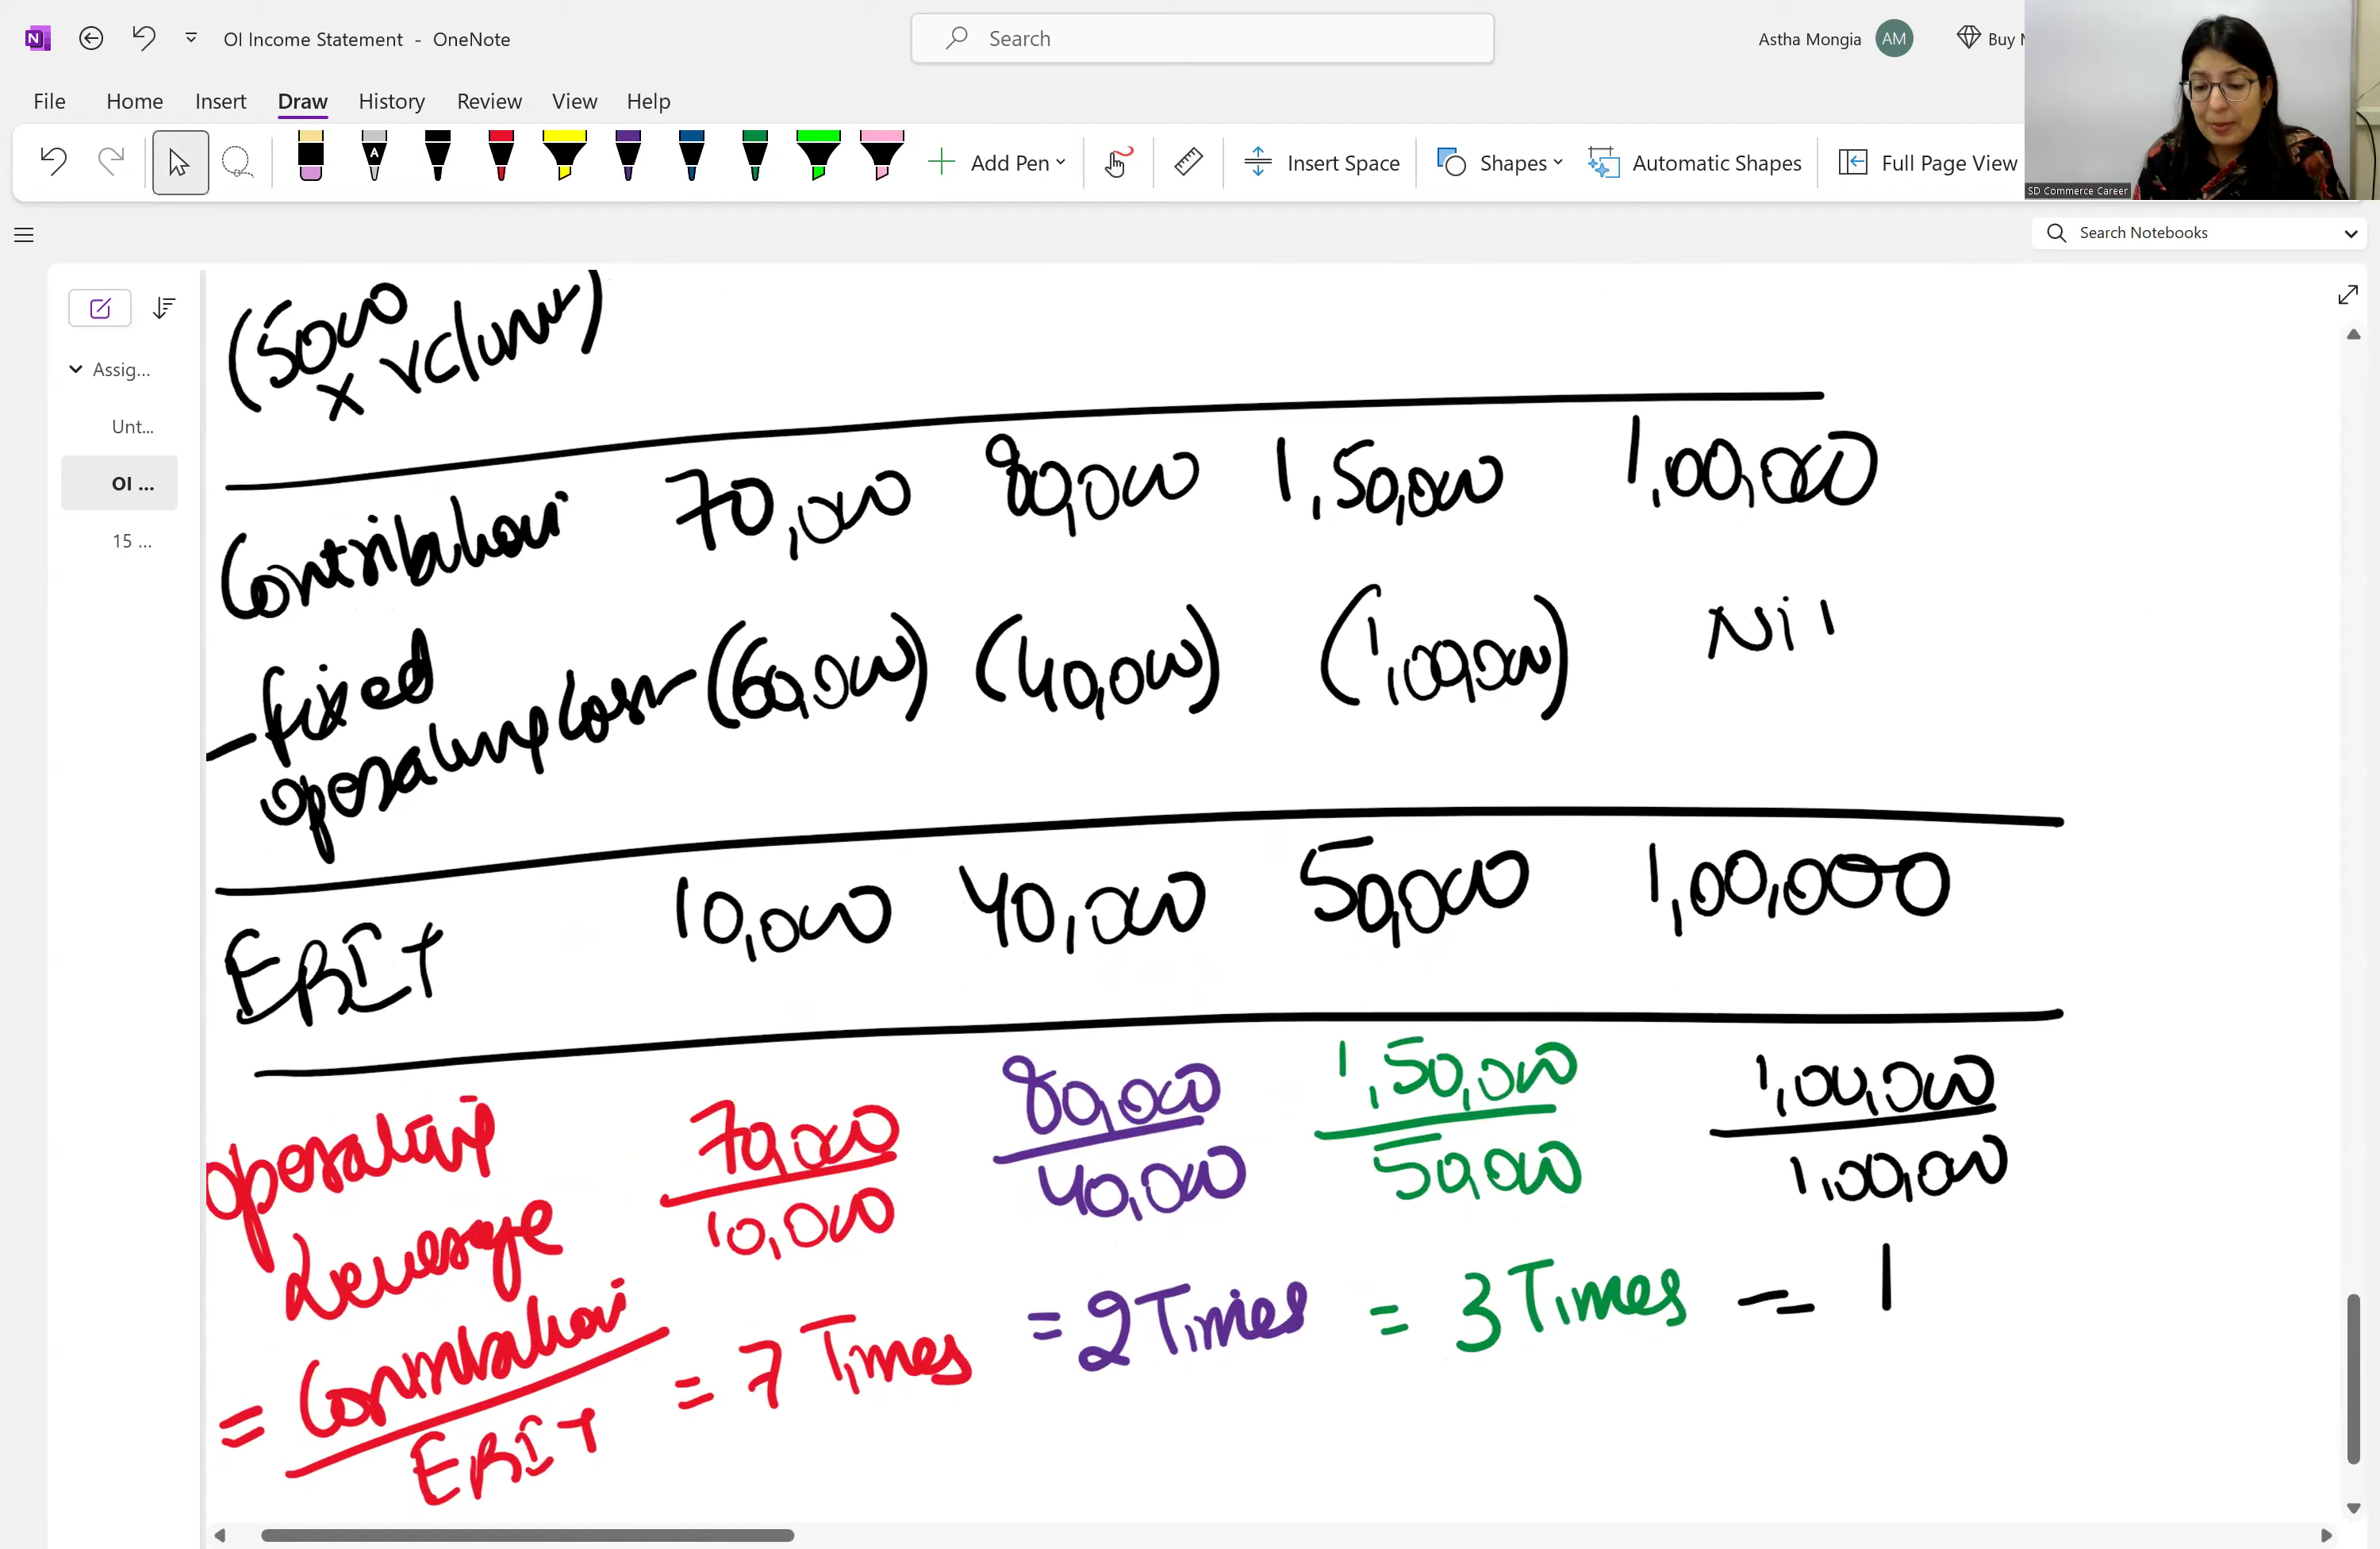 OI Income Statement - OneNote
Search
Astha Mongia AM
Buy
File Home Insert Draw History Review View Help
Add Pen
Insert Space
Shapes
Automatic Shapes
Full Page View
SD Commerce Career
Search Notebooks
Assig...
Unt...
OI ...
15 ...
(5000
x volume)
Contribution 70,000 80,000 1,50,000 1,00,000
-fixed
operating cost (60,000) (40,000) (1,00,000) Nil
EBIT 10,000 40,000 50,000 1,00,000
operating
Leverage
= Contribution
EBIT
70,000
10,000
= 7 Times
80,000
40,000
= 2 Times
1,50,000
50,000
= 3 Times
1,00,000
1,00,000
= 1